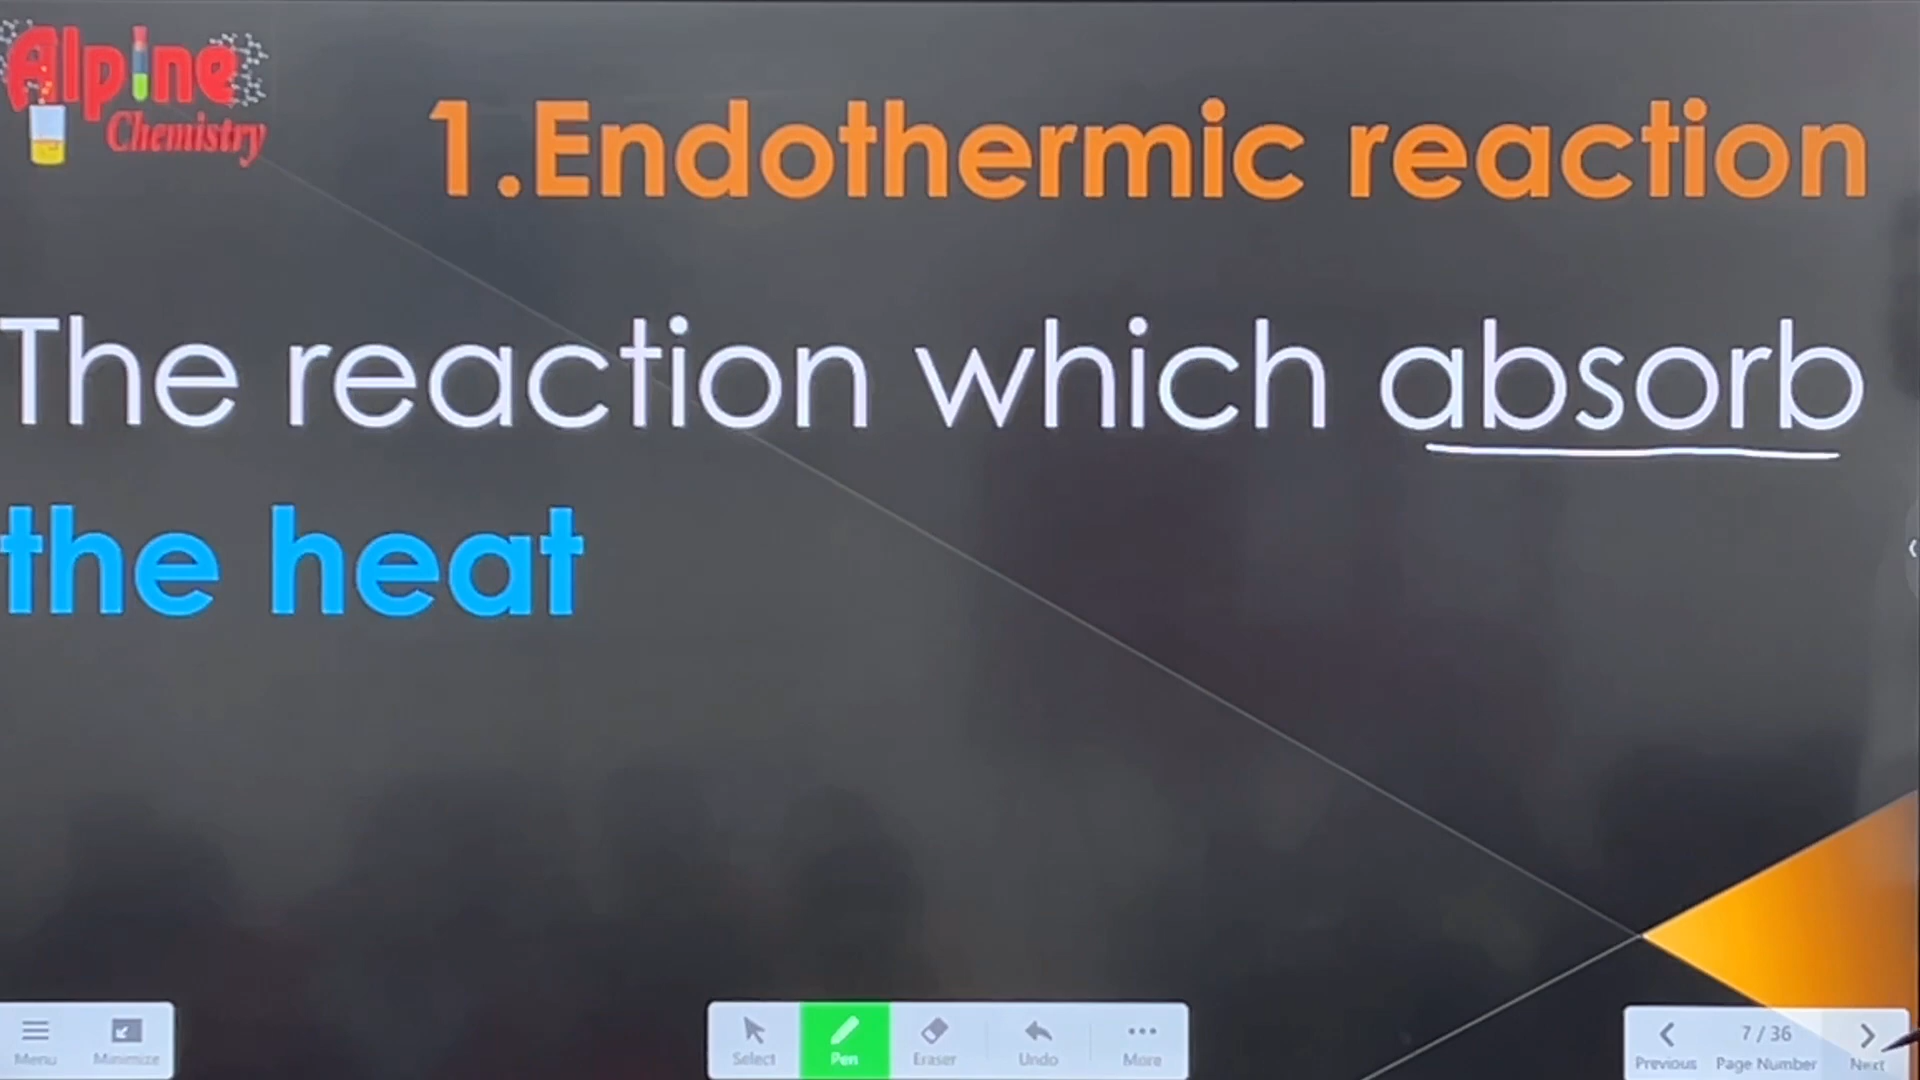 Alpine
Chemistry
1.Endothermic reaction
The reaction which absorb
the heat
Menu
Minimize
Select
Pen
Eraser
Undo
More
Previous
7 / 36
Page Number
Next